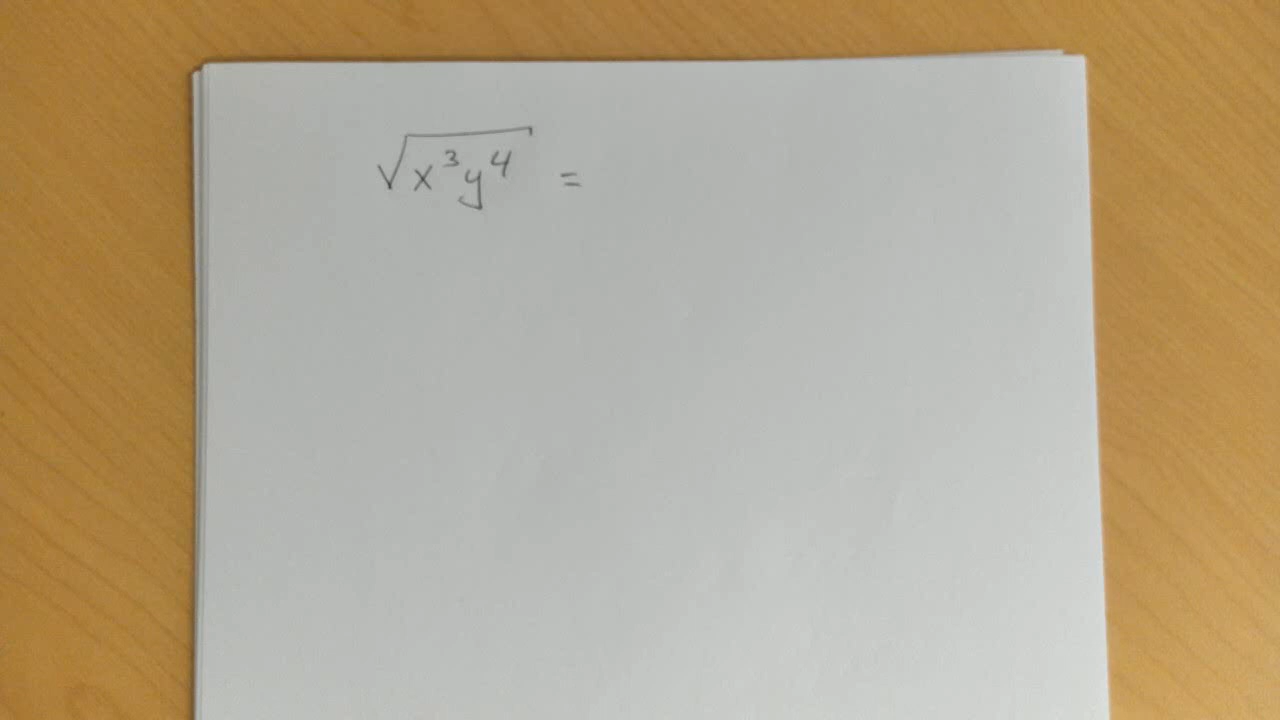 √(x³y⁴) =